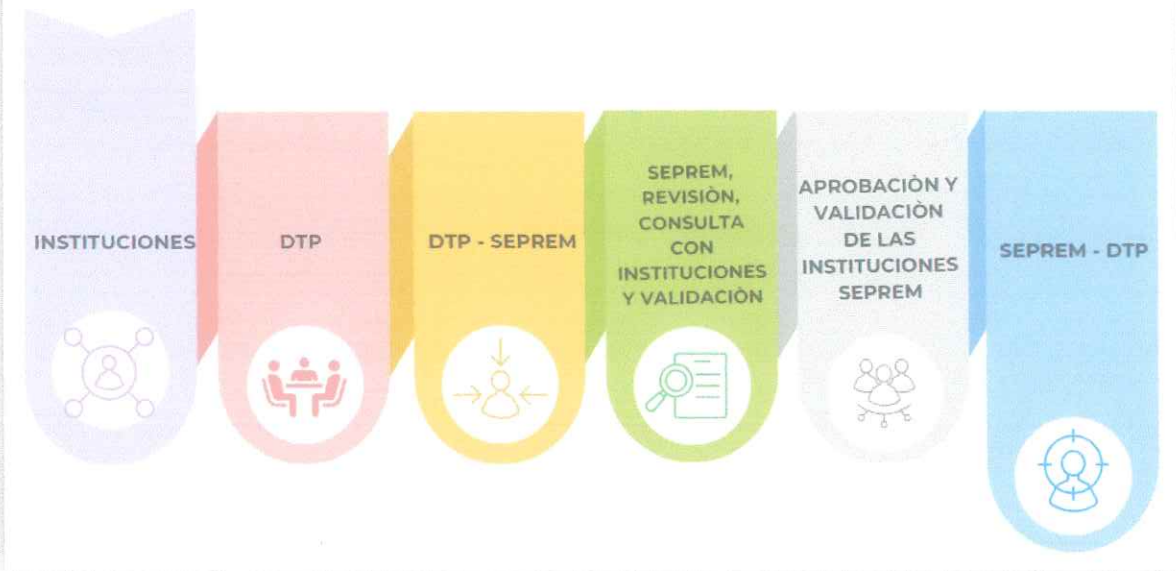 INSTITUCIONES
DTP
DTP - SEPREM
SEPREM,
REVISIÒN,
CONSULTA
CON
INSTITUCIONES
Y VALIDACIÒN
APROBACIÒN Y
VALIDACIÒN
DE LAS
INSTITUCIONES
SEPREM
SEPREM - DTP